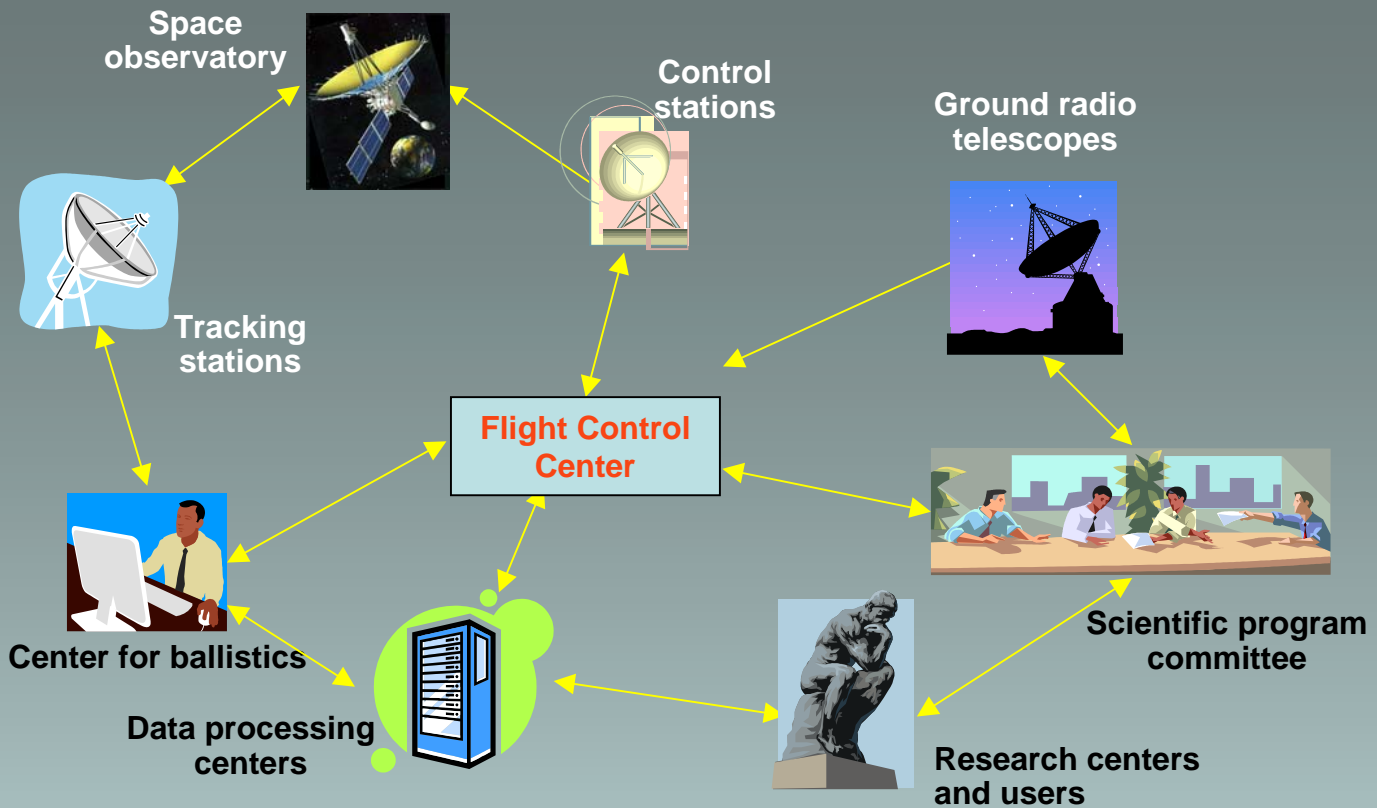 Space
observatory
Control
stations
Ground radio
telescopes
Tracking
stations
Flight Control
Center
Center for ballistics
Scientific program
committee
Data processing
centers
Research centers
and users